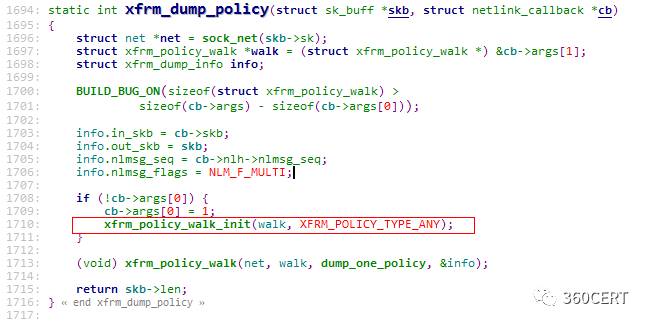 1694: static int xfrm_dump_policy(struct sk_buff *skb, struct netlink_callback *cb)
1695: {
1696: struct net *net = sock_net(skb->sk);
1697: struct xfrm_policy_walk *walk = (struct xfrm_policy_walk *) &cb->args[1];
1698: struct xfrm_dump_info info;
1699:
1700: BUILD_BUG_ON(sizeof(struct xfrm_policy_walk) >
1701: sizeof(cb->args) - sizeof(cb->args[0]));
1702:
1703: info.in_skb = cb->skb;
1704: info.out_skb = skb;
1705: info.nlmsg_seq = cb->nlh->nlmsg_seq;
1706: info.nlmsg_flags = NLM_F_MULTI;
1707:
1708: if (!cb->args[0]) {
1709: cb->args[0] = 1;
1710: xfrm_policy_walk_init(walk, XFRM_POLICY_TYPE_ANY);
1711: }
1712:
1713: (void) xfrm_policy_walk(net, walk, dump_one_policy, &info);
1714:
1715: return skb->len;
1716: } « end xfrm_dump_policy »
1717:
360CERT